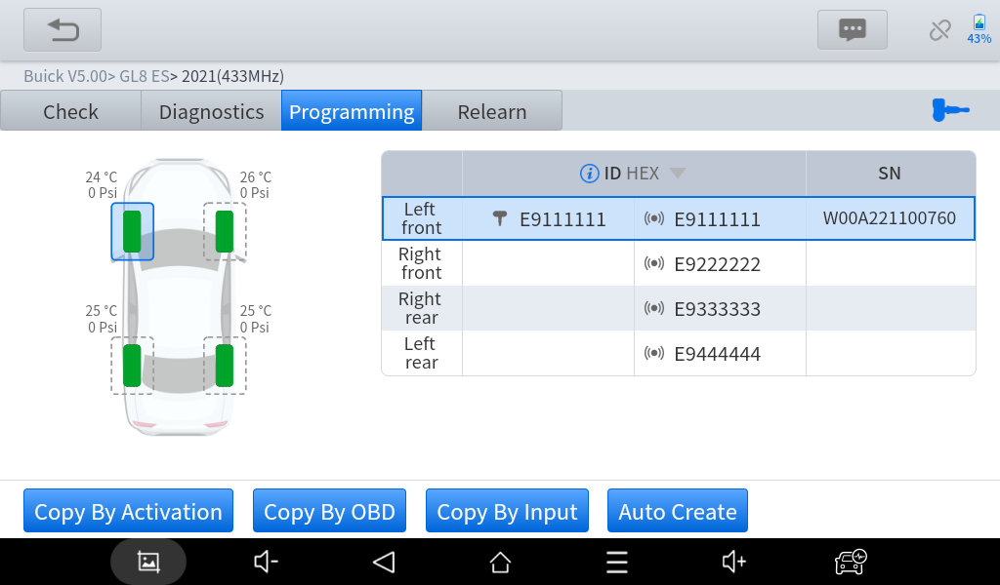 43%
Buick V5.00> GL8 ES> 2021(433MHz)
Check
Diagnostics
Programming
Relearn
24 °C
0 Psi
26 °C
0 Psi
25 °C
0 Psi
25 °C
0 Psi
i ID HEX
SN
Left
front
E9111111
E9111111
W00A221100760
Right
front
E9222222
Right
rear
E9333333
Left
rear
E9444444
Copy By Activation
Copy By OBD
Copy By Input
Auto Create